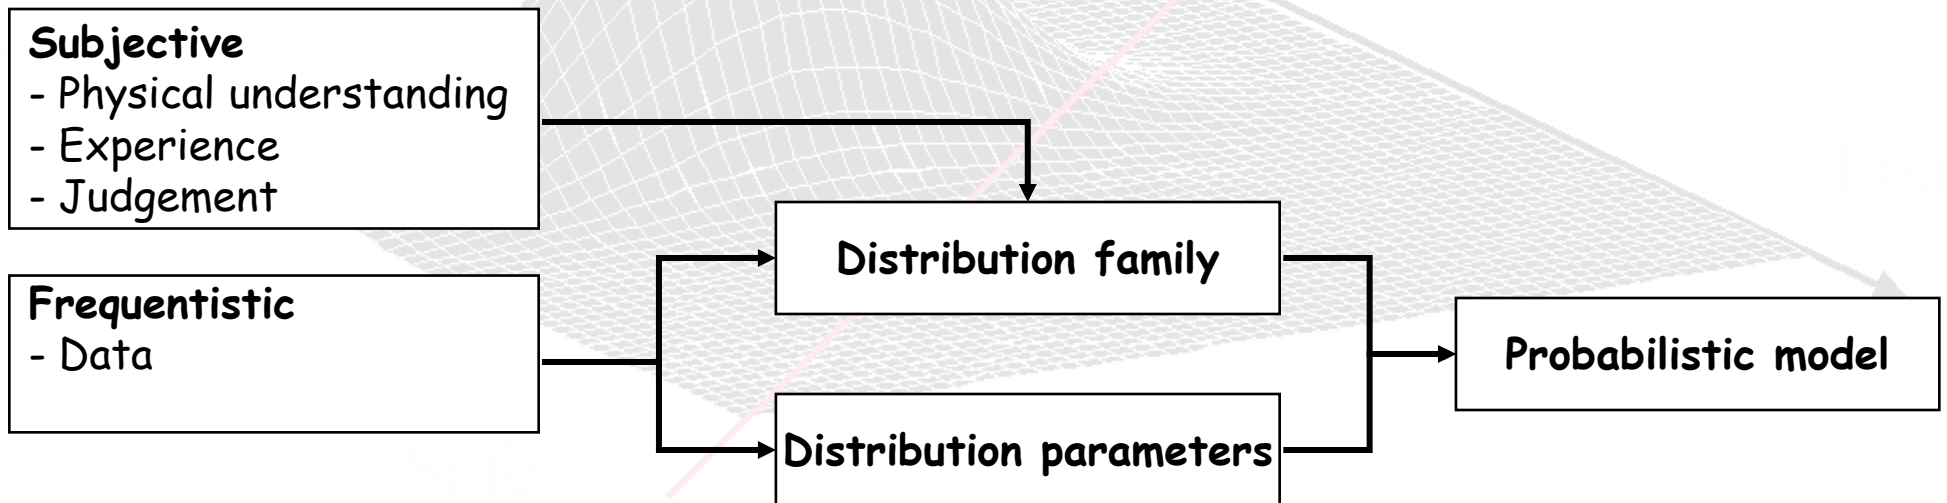 Subjective
- Physical understanding
- Experience
- Judgement
Frequentistic
- Data
Distribution family
Distribution parameters
Probabilistic model